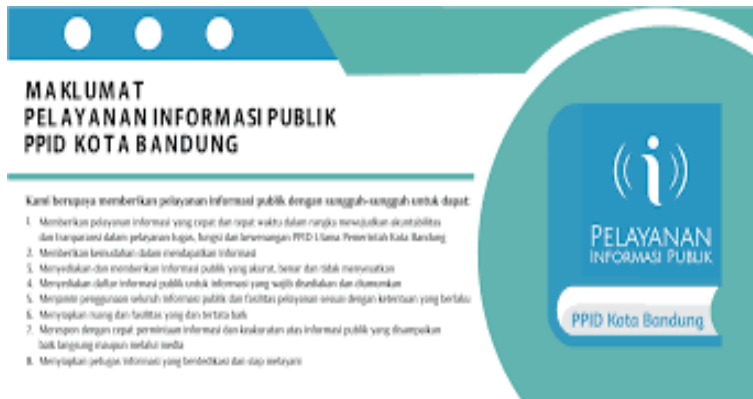 MAKLUMAT
PELAYANAN INFORMASI PUBLIK
PPID KOTA BANDUNG
Kami berupaya memberikan pelayanan informasi publik dengan sungguh-sungguh untuk dapat:
1. Memberikan pelayanan informasi yang cepat dan tepat waktu dalam rangka mewujudkan akuntabilitas
dan transparansi dalam pelayanan tugas, fungsi dan kewenangan PPID Utama Pemerintah Kota Bandung
2. Memberikan kemudahan dalam mendapatkan informasi
3. Menyediakan dan memberikan informasi publik yang akurat, benar dan tidak menyesatkan
4. Menyediakan daftar informasi publik untuk informasi yang wajib disediakan dan diumumkan
5. Menjamin penggunaan seluruh informasi publik dan fasilitas pelayanan sesuai dengan ketentuan yang berlaku
6. Menyiapkan ruang dan fasilitas yang dan tertata baik
7. Merespon dengan cepat permintaan informasi dan keakuratan atas informasi publik yang disampaikan
baik langsung maupun melalui media
8. Menyiapkan petugas informasi yang berdedikasi dan siap melayani
PELAYANAN
INFORMASI PUBLIK
PPID Kota Bandung